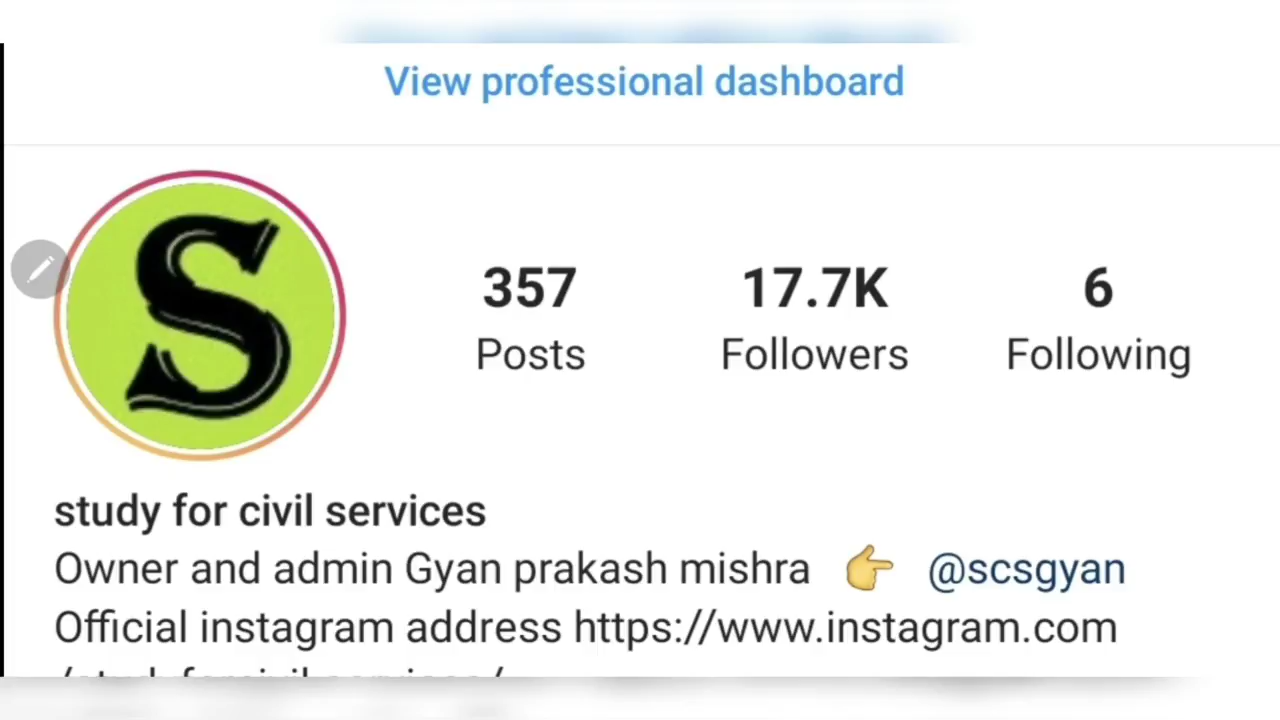 View professional dashboard
S
357
Posts
17.7K
Followers
6
Following
study for civil services
Owner and admin Gyan prakash mishra 👉 @scsgyan
Official instagram address https://www.instagram.com